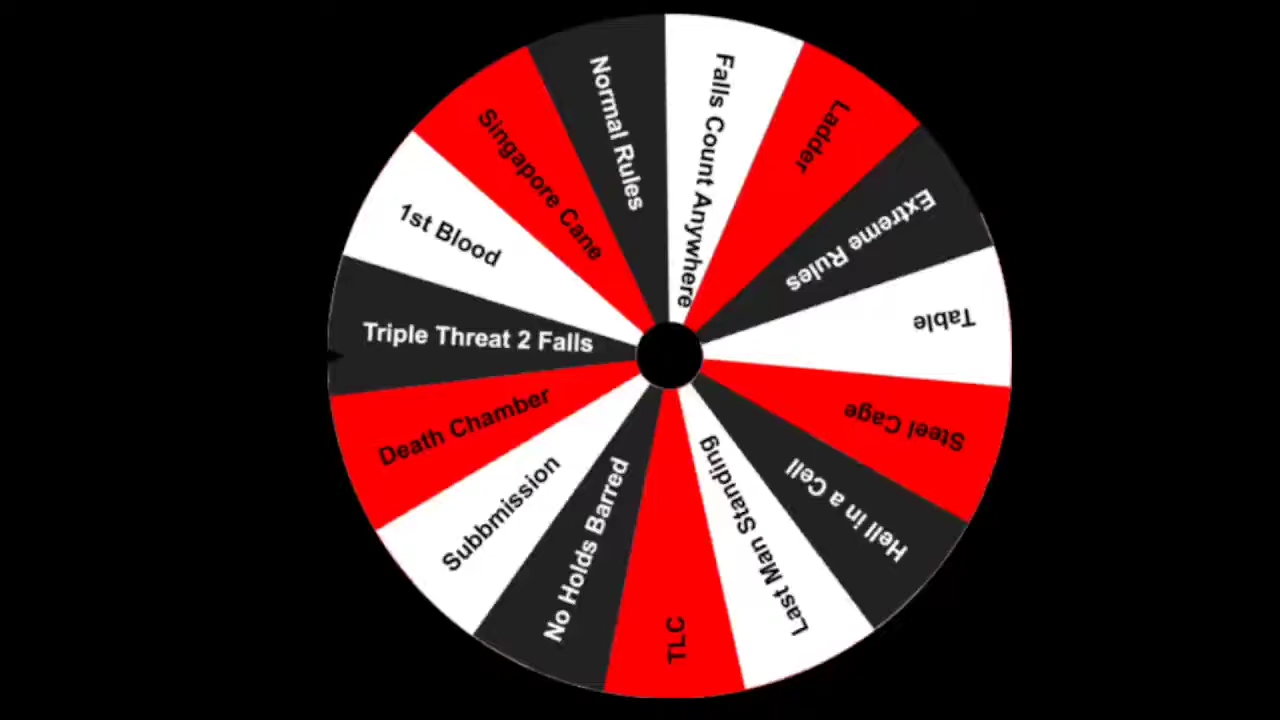 Falls Count Anywhere
Ladder
Extreme Rules
Table
Steel Cage
Hell in a Cell
Last Man Standing
TLC
No Holds Barred
Subbmission
Death Chamber
Triple Threat 2 Falls
1st Blood
Singapore Cane
Normal Rules